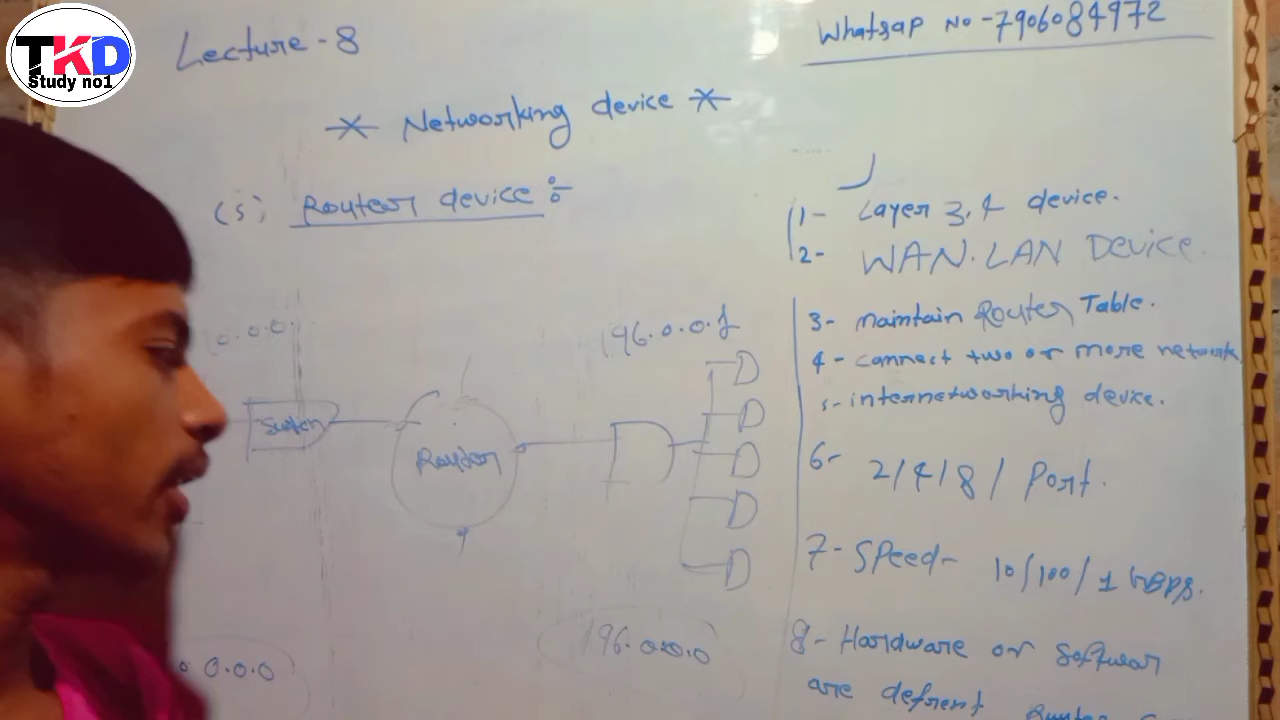 TKD
Study no1
Lecture - 8
Whatsap No - 7906084972
* Networking device *
(5) Router device ÷
1- Layer 3,4 device.
2- WAN. LAN Device.
3- maintain Router Table.
4- connect two or more network
5- internetworking device.
6- 2/4/8/ Port.
7- Speed- 10/100/1 GBPS.
8- Hardware or Softwear
are defrent Router
0.0.0.
Switch
Router
196.0.0.1
D
D
D
D
D
0.0.0
196.0.0.0